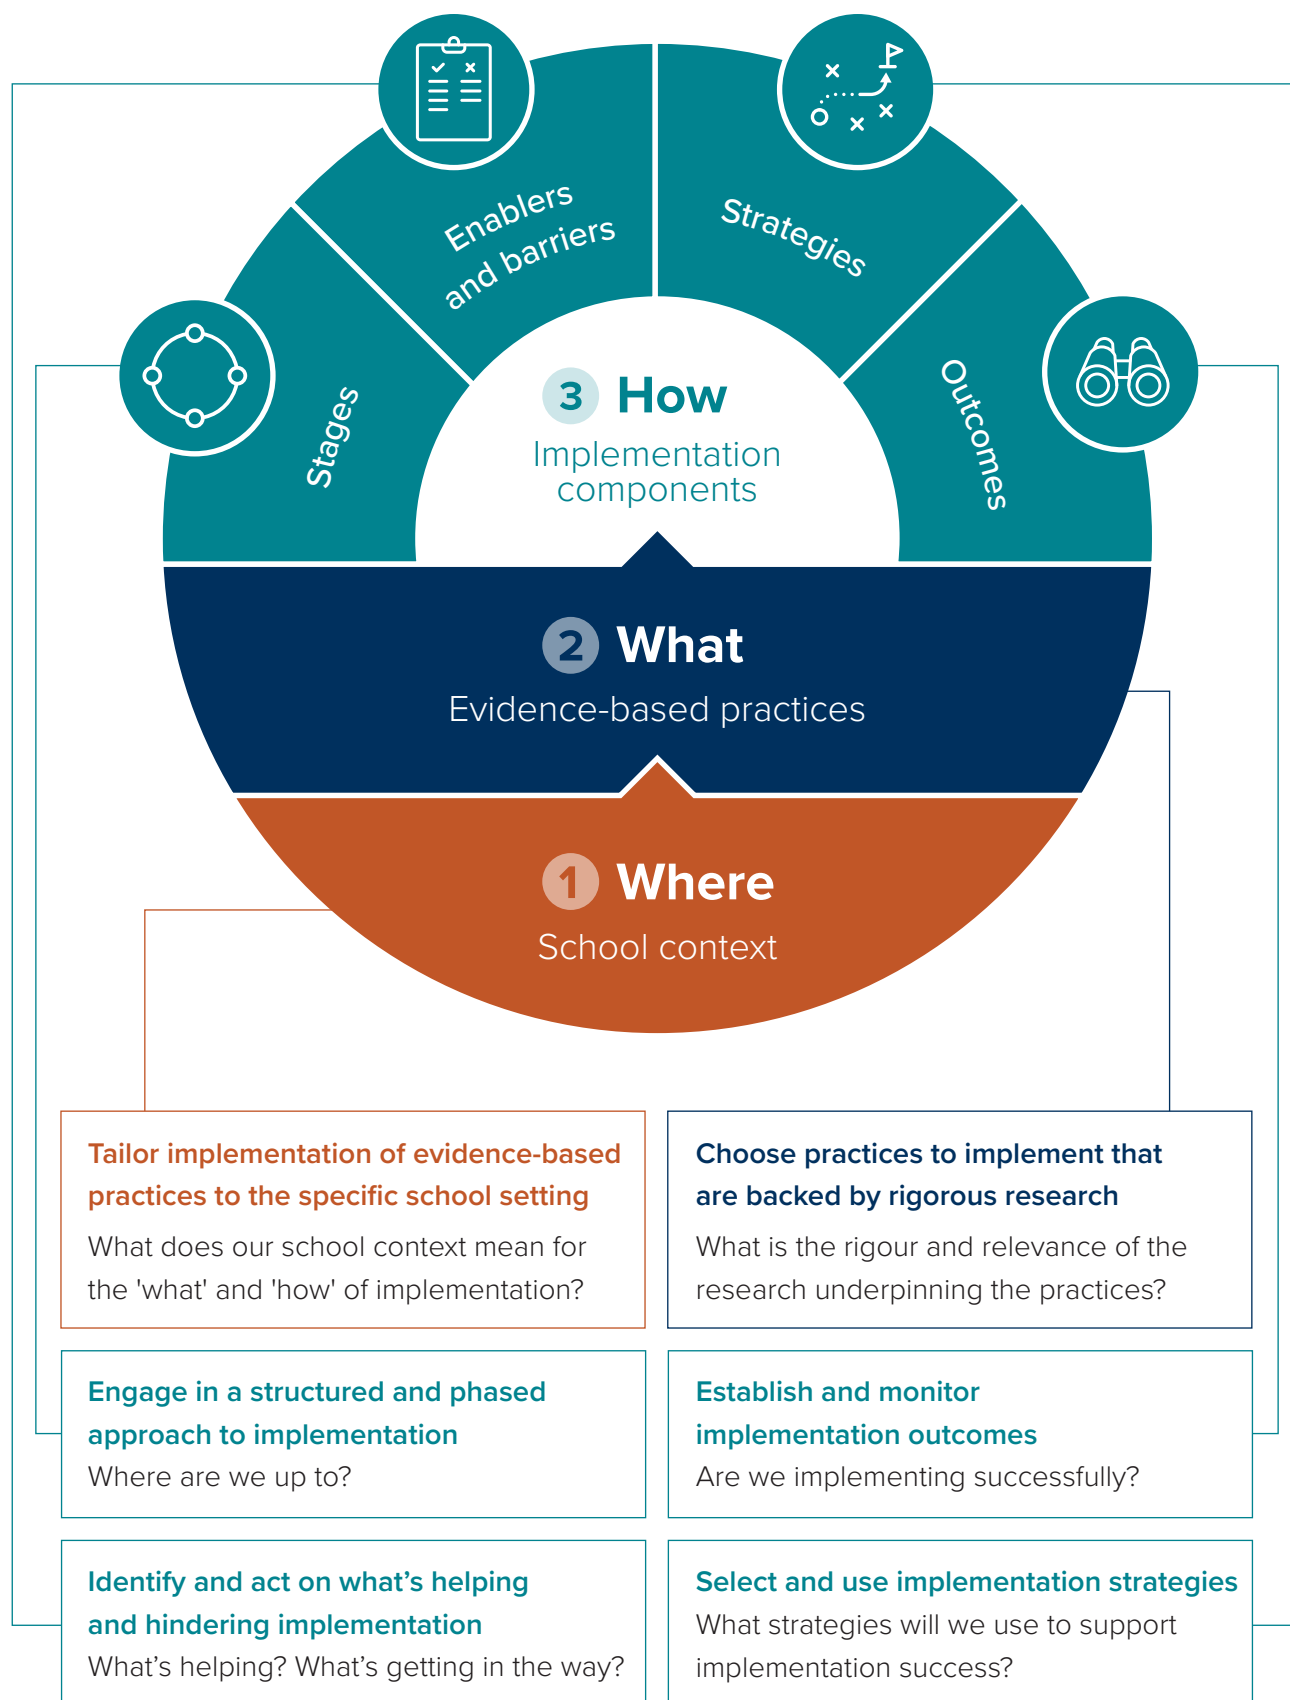 Enablers
and barriers
Strategies
Stages
Outcomes
3 How
Implementation
components
2 What
Evidence-based practices
1 Where
School context
Tailor implementation of evidence-based
practices to the specific school setting
What does our school context mean for
the 'what' and 'how' of implementation?
Choose practices to implement that
are backed by rigorous research
What is the rigour and relevance of the
research underpinning the practices?
Engage in a structured and phased
approach to implementation
Where are we up to?
Establish and monitor
implementation outcomes
Are we implementing successfully?
Identify and act on what’s helping
and hindering implementation
What’s helping? What’s getting in the way?
Select and use implementation strategies
What strategies will we use to support
implementation success?